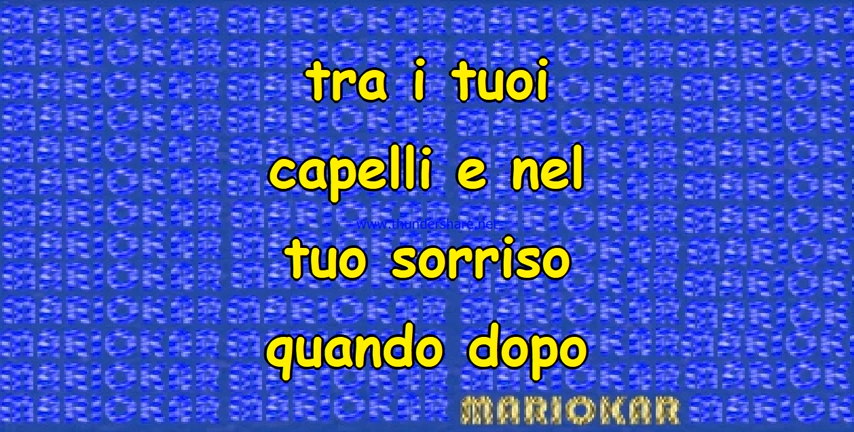 tra i tuoi
capelli e nel
www.thundershare.net
tuo sorriso
quando dopo
MARIOKAR